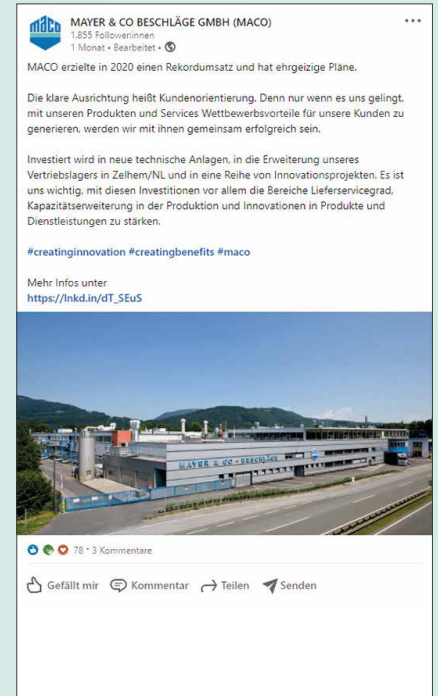 maco
MAYER & CO BESCHLÄGE GMBH (MACO)
1.855 Follower:innen
1 Monat • Bearbeitet •
MACO erzielte in 2020 einen Rekordumsatz und hat ehrgeizige Pläne.
Die klare Ausrichtung heißt Kundenorientierung. Denn nur wenn es uns gelingt,
mit unseren Produkten und Services Wettbewerbsvorteile für unsere Kunden zu
generieren, werden wir mit ihnen gemeinsam erfolgreich sein.
Investiert wird in neue technische Anlagen, in die Erweiterung unseres
Vertriebslagers in Zelhem/NL und in eine Reihe von Innovationsprojekten. Es ist
uns wichtig, mit diesen Investitionen vor allem die Bereiche Lieferservicegrad,
Kapazitätserweiterung in der Produktion und Innovationen in Produkte und
Dienstleistungen zu stärken.
#creatinginnovation #creatingbenefits #maco
Mehr Infos unter
https://lnkd.in/dT_SEuS
MAYER & CO - BESCHLÄGE
78 • 3 Kommentare
Gefällt mir Kommentar Teilen Senden